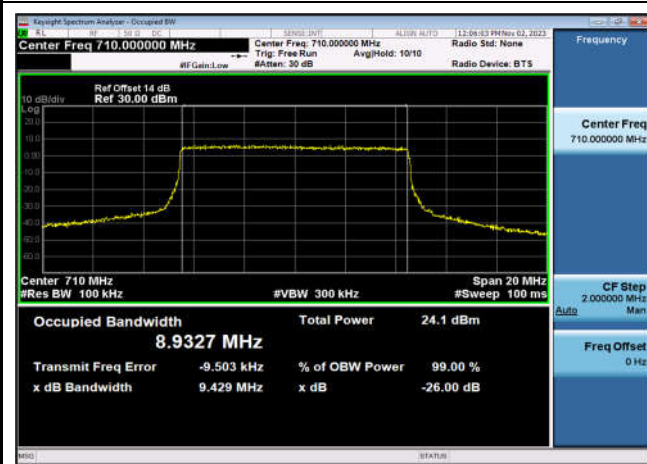 Keysight Spectrum Analyzer - Occupied BW
RL RF 50 Ω DC SENSE:INT ALIGN AUTO 12:06:03 PM Nov 02, 2023
Center Freq 710.000000 MHz
Center Freq: 710.000000 MHz Radio Std: None
Trig: Free Run Avg|Hold: 10/10
#IFGain:Low #Atten: 30 dB Radio Device: BTS
Ref Offset 14 dB
10 dB/div Ref 30.00 dBm
Log
20.0
10.0
0.00
Center 710 MHz Span 20 MHz
#Res BW 100 kHz #VBW 300 kHz #Sweep 100 ms
Occupied Bandwidth Total Power 24.1 dBm
8.9327 MHz
Transmit Freq Error -9.503 kHz % of OBW Power 99.00 %
x dB Bandwidth 9.429 MHz x dB -26.00 dB
MSG STATUS
Frequency
Center Freq
710.000000 MHz
CF Step
2.000000 MHz
Auto Man
Freq Offset
0 Hz